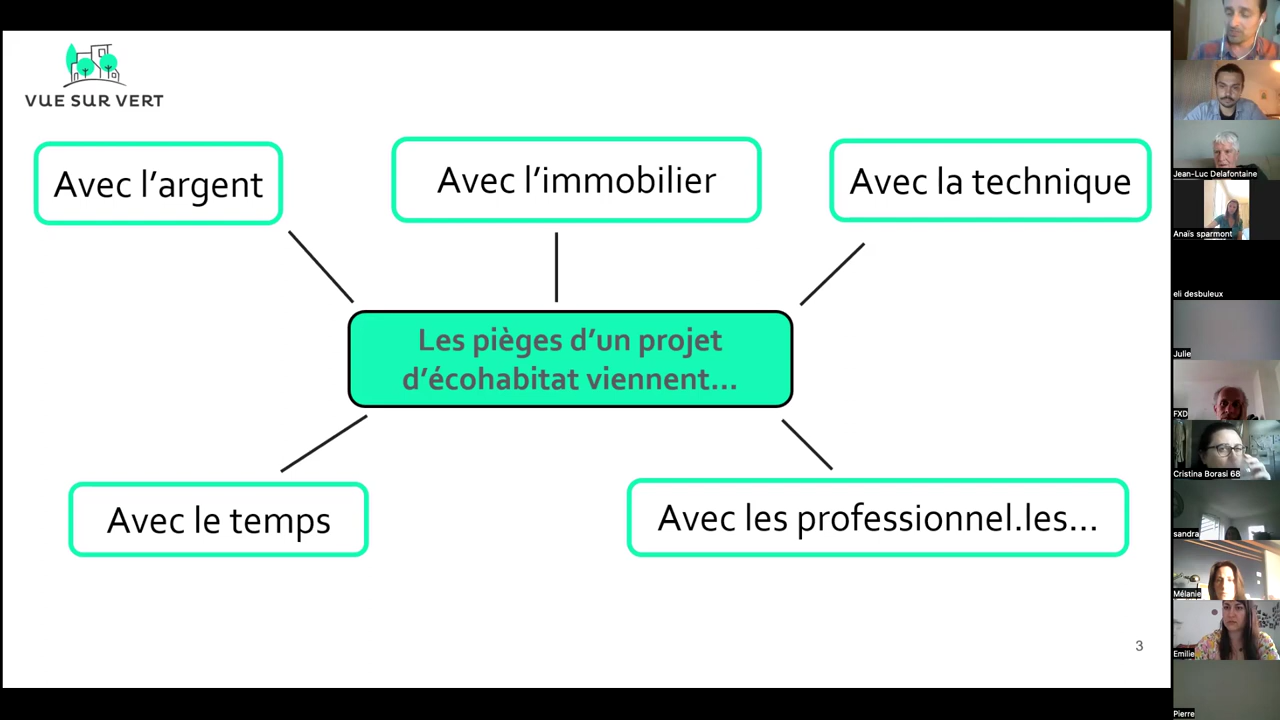 VUE SUR VERT
Avec l’argent
Avec l’immobilier
Avec la technique
Les pièges d’un projet
d’écohabitat viennent...
Avec le temps
Avec les professionnel.les...
3
Jean-Luc Delafontaine
Anaïs sparmont
eli desbuleux
Julie
FXD
Cristina Borasi 68
sandra
Mélanie
Emilie
Pierre